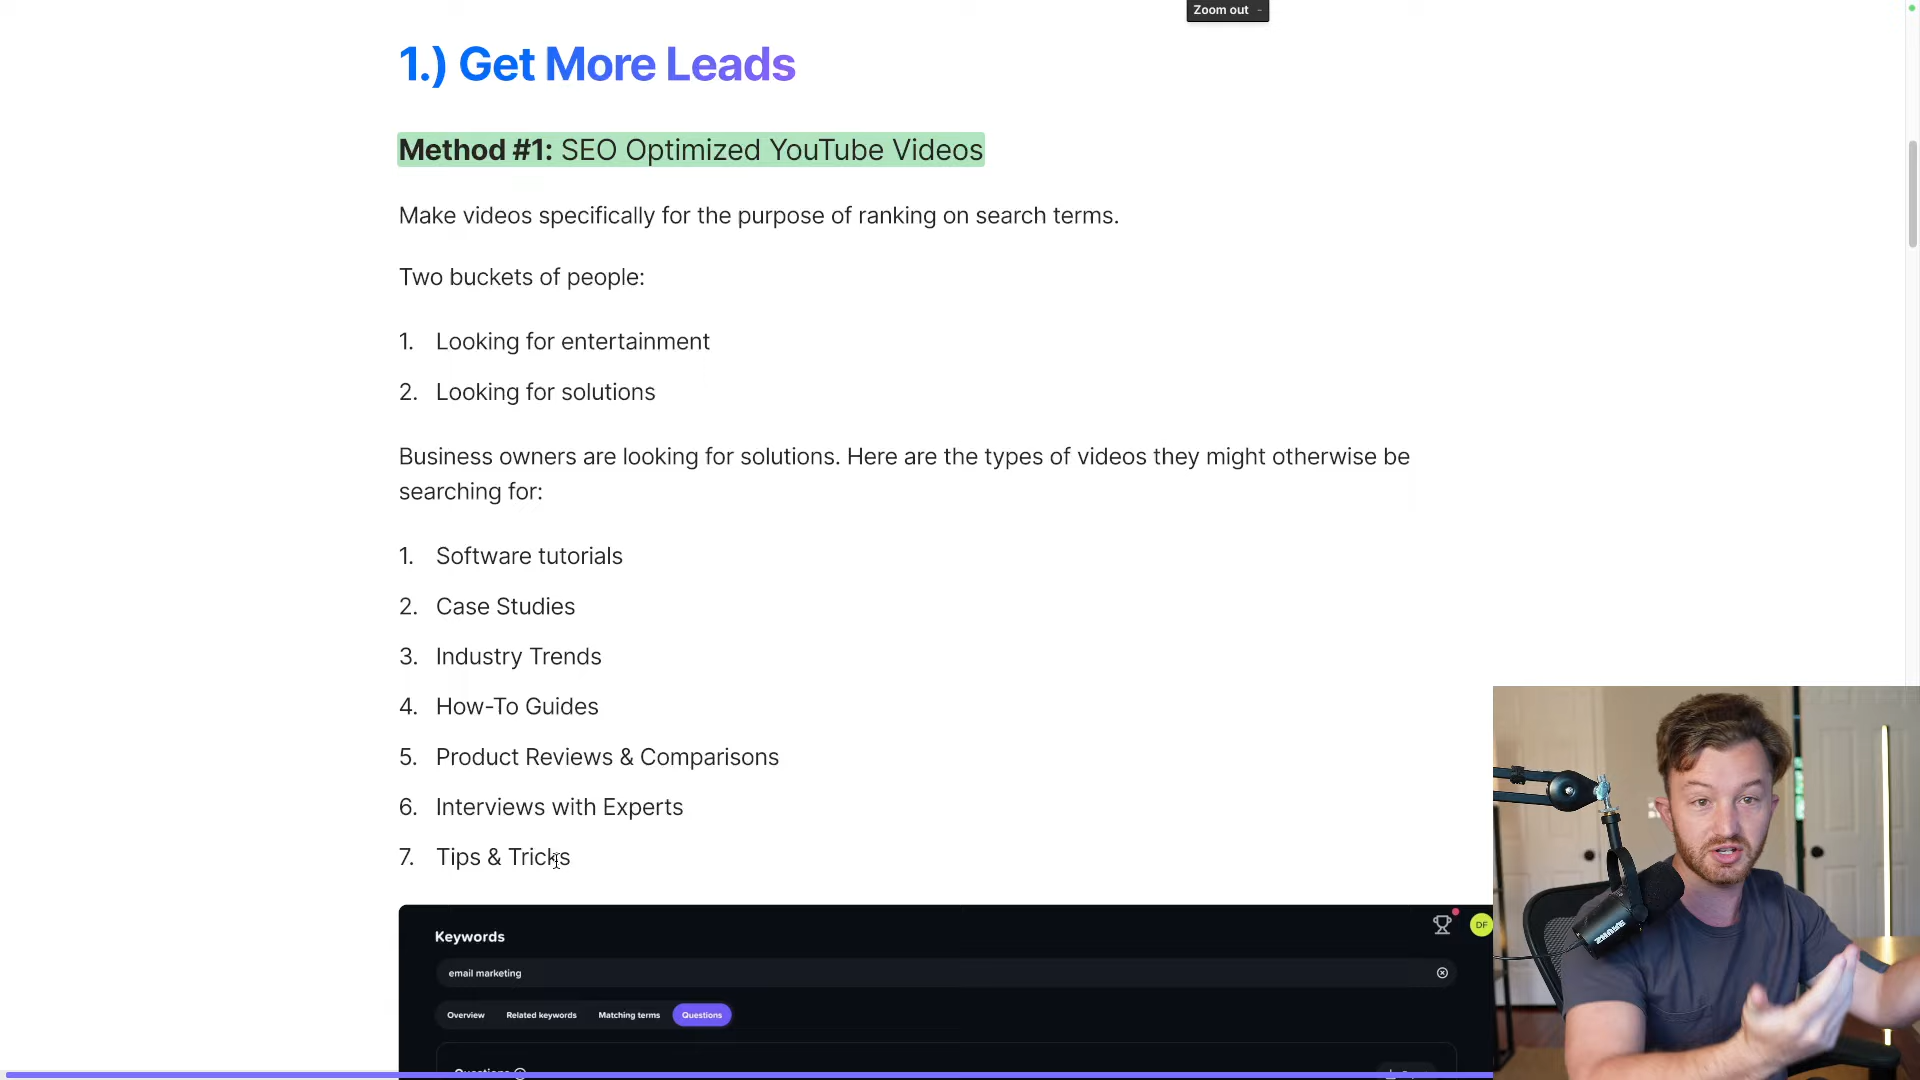 Zoom out -
1.) Get More Leads
Method #1: SEO Optimized YouTube Videos
Make videos specifically for the purpose of ranking on search terms.
Two buckets of people:
1. Looking for entertainment
2. Looking for solutions
Business owners are looking for solutions. Here are the types of videos they might otherwise be
searching for:
1. Software tutorials
2. Case Studies
3. Industry Trends
4. How-To Guides
5. Product Reviews & Comparisons
6. Interviews with Experts
7. Tips & Tricks
Keywords
DF
email marketing
Overview Related keywords Matching terms Questions
Questions